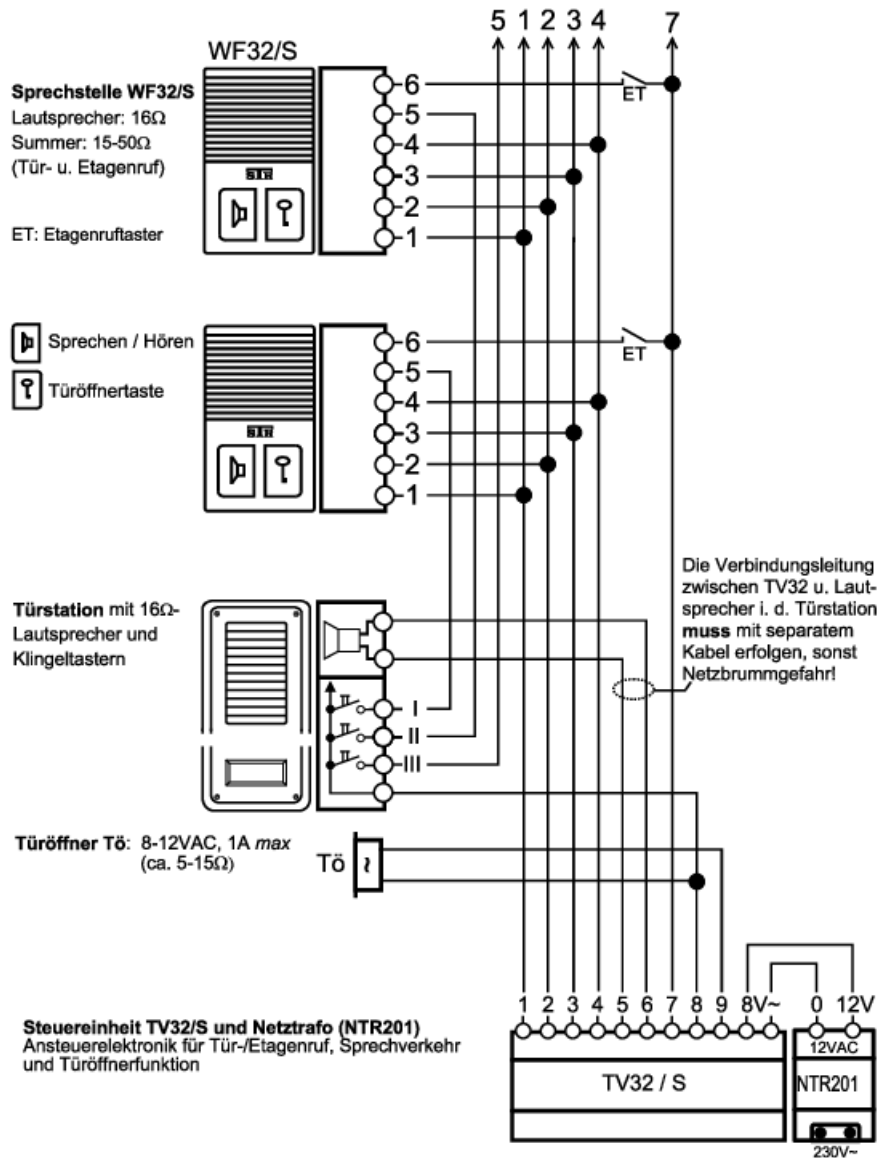 5 1 2 3 4 7
WF32/S
Sprechstelle WF32/S
Lautsprecher: 16Ω
Summer: 15-50Ω
(Tür- u. Etagenruf)
ET: Etagenruftaster
STR
6
5
4
3
2
1
ET
Sprechen / Hören
Türöffnertaste
STR
6
5
4
3
2
1
ET
Die Verbindungsleitung
zwischen TV32 u. Laut-
sprecher i. d. Türstation
muss mit separatem
Kabel erfolgen, sonst
Netzbrummgefahr!
Türstation mit 16Ω-
Lautsprecher und
Klingeltastern
I
II
III
Türöffner Tö: 8-12VAC, 1A max
(ca. 5-15Ω)
Tö
~
1 2 3 4 5 6 7 8 9 8V~ 0 12V
Steuereinheit TV32/S und Netztrafo (NTR201)
Ansteuerelektronik für Tür-/Etagenruf, Sprechverkehr
und Türöffnerfunktion
TV32 / S
12VAC
NTR201
230V~